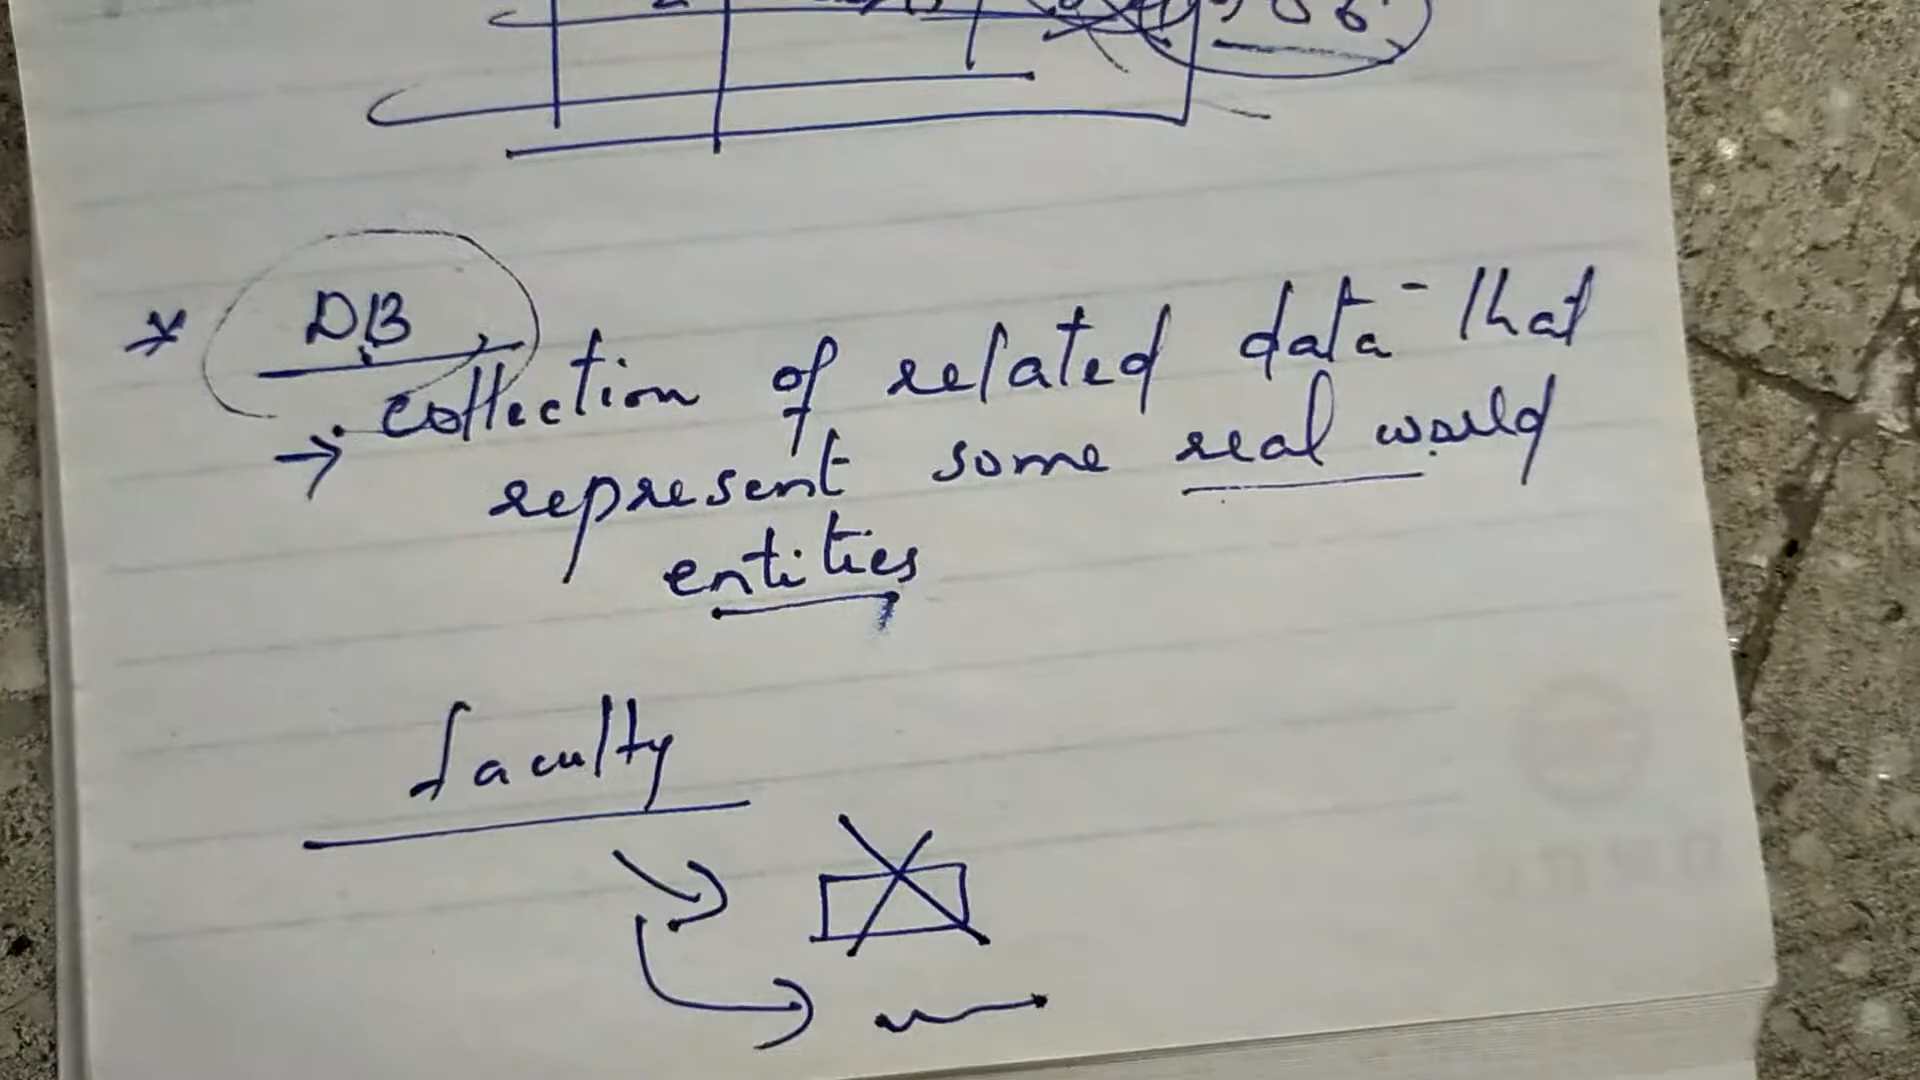 * DB
→ collection of related data that
represent some real world
entities
faculty